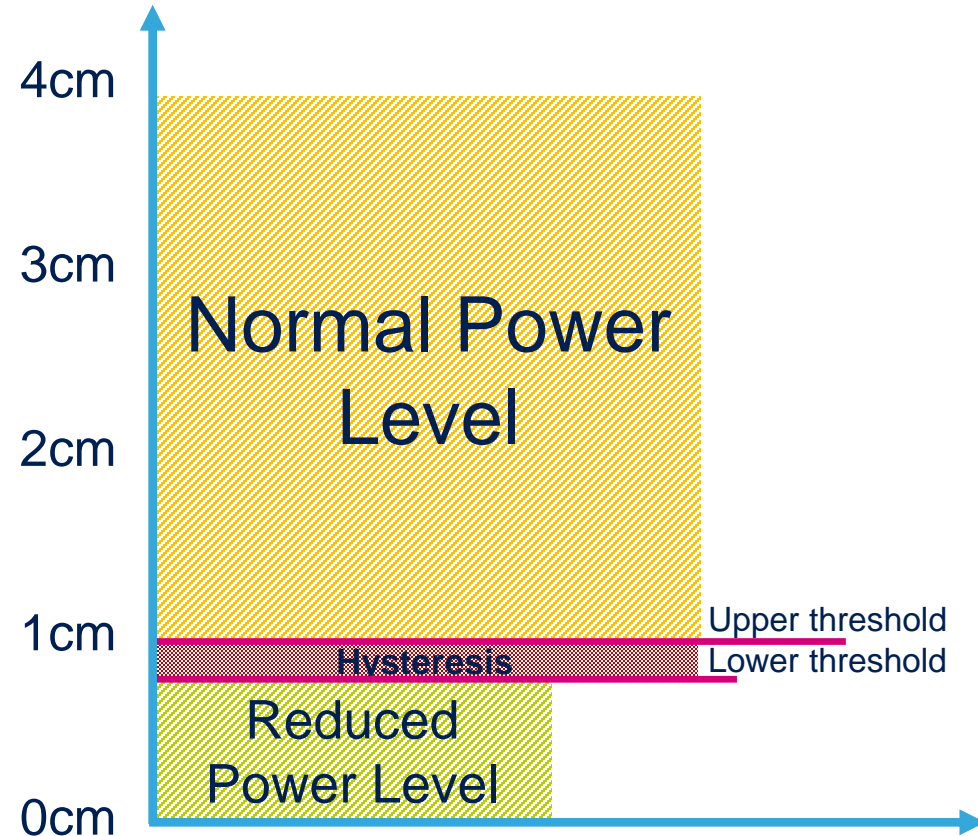 4cm
3cm
Normal Power
Level
2cm
1cm
Upper threshold
Hysteresis
Lower threshold
Reduced
Power Level
0cm